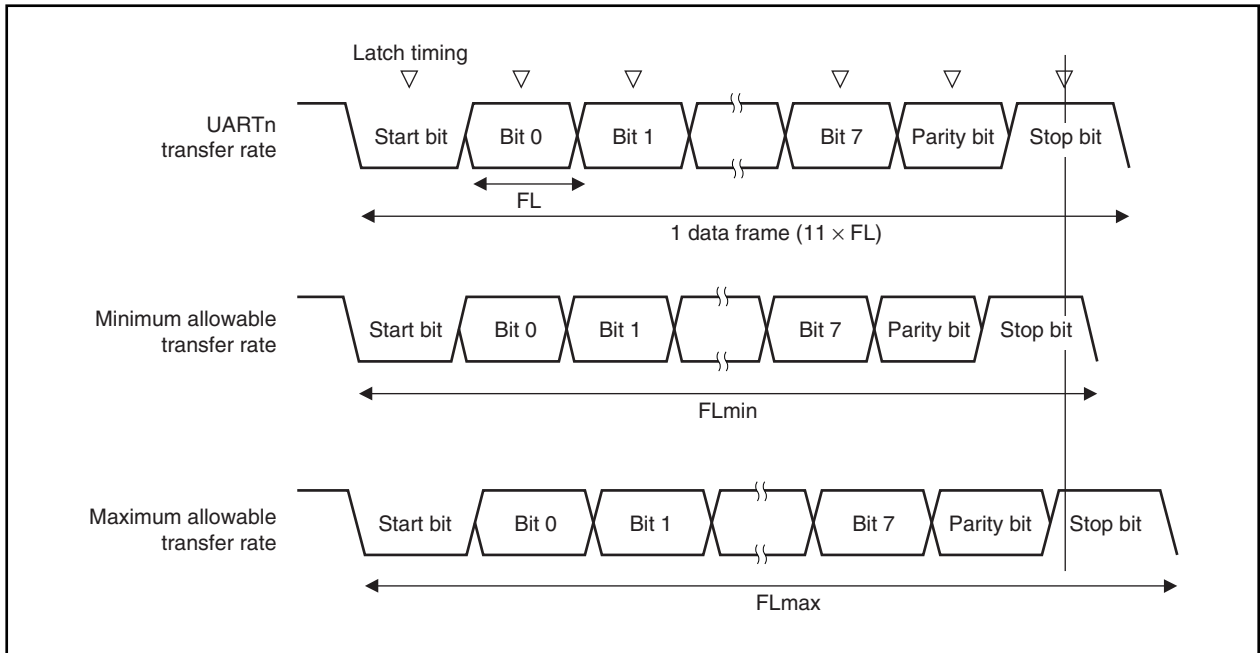 Latch timing
UARTn
transfer rate
Start bit
Bit 0
Bit 1
Bit 7
Parity bit
Stop bit
FL
1 data frame (11 × FL)
Minimum allowable
transfer rate
Start bit
Bit 0
Bit 1
Bit 7
Parity bit
Stop bit
FLmin
Maximum allowable
transfer rate
Start bit
Bit 0
Bit 1
Bit 7
Parity bit
Stop bit
FLmax